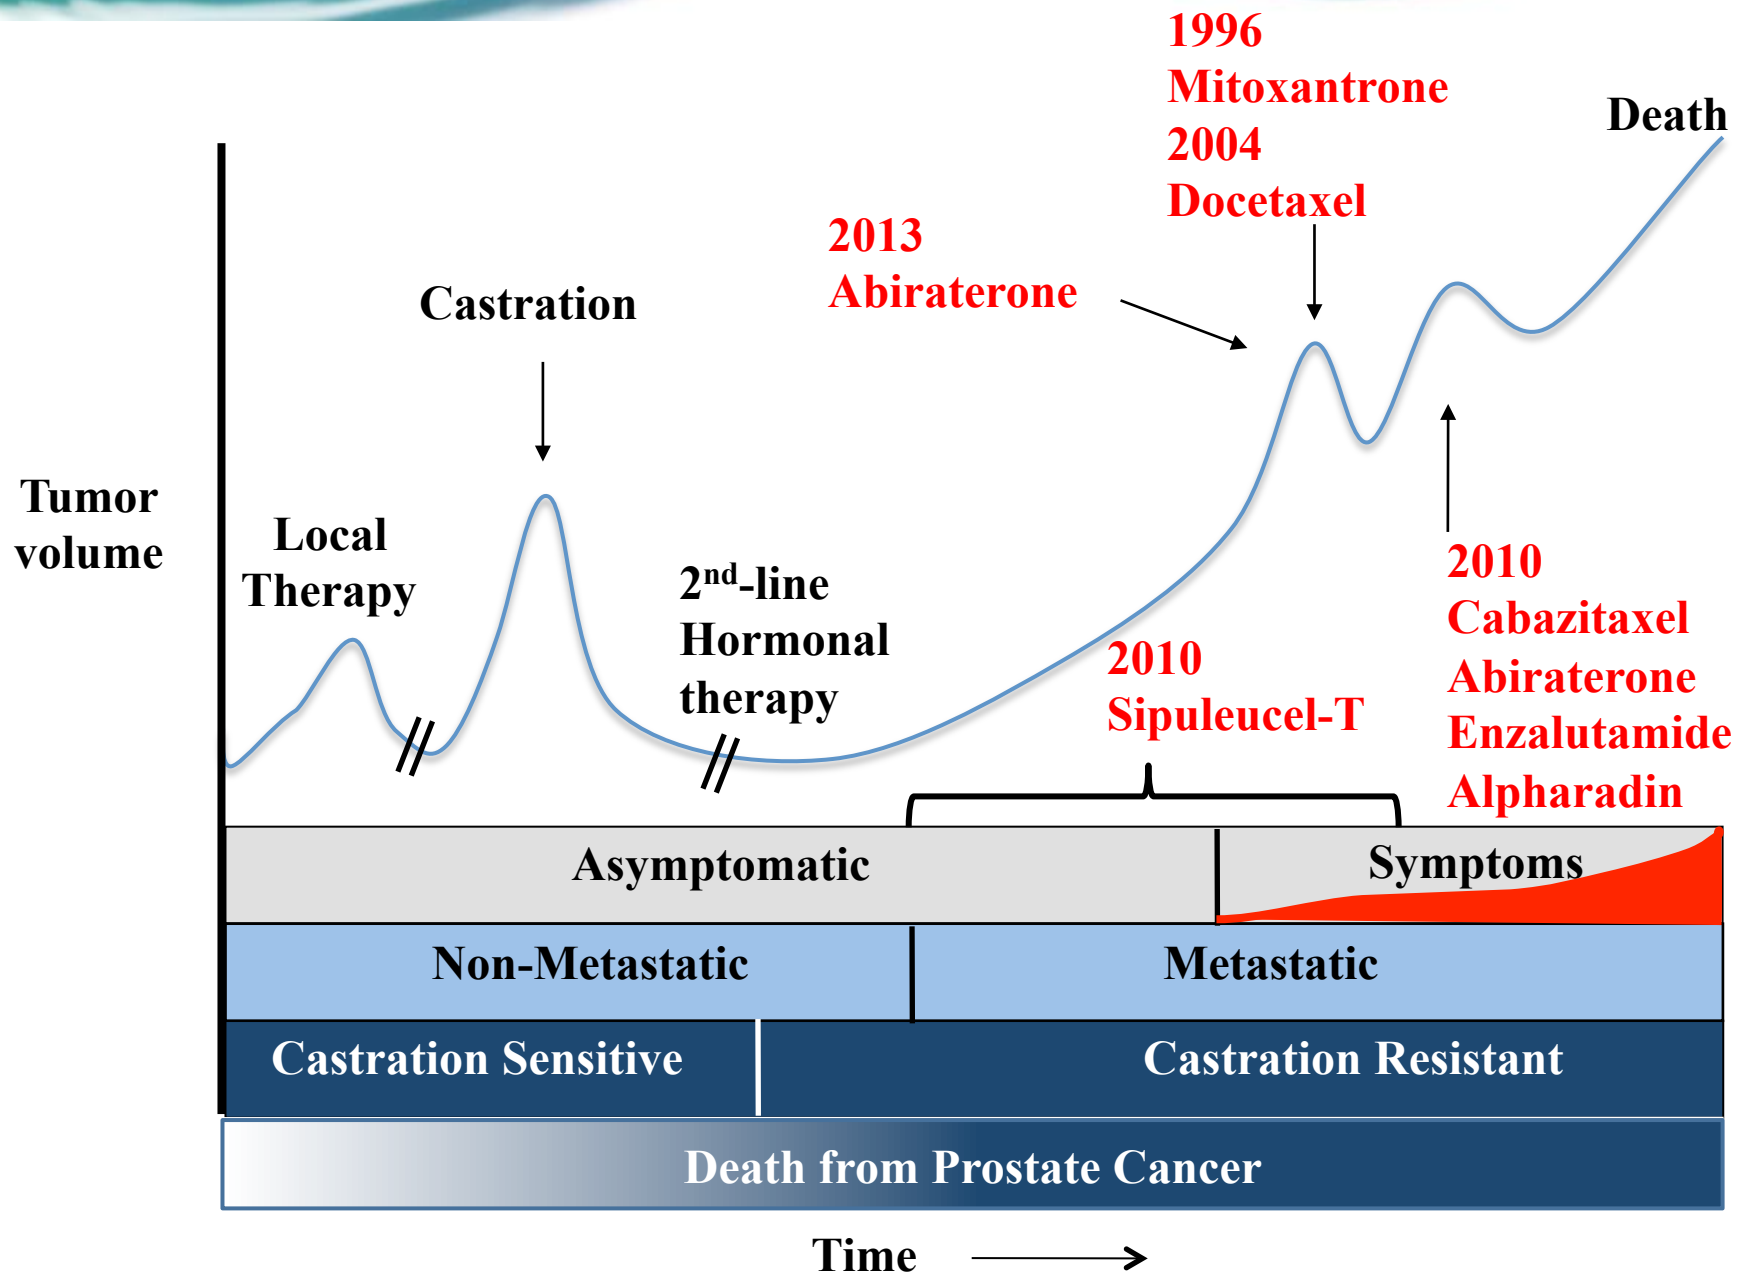 1996
Mitoxantrone
2004
Docetaxel
Death
2013
Abiraterone
Castration
Tumor
volume
Local
Therapy
2nd-line
Hormonal
therapy
2010
Sipuleucel-T
2010
Cabazitaxel
Abiraterone
Enzalutamide
Alpharadin
Asymptomatic
Symptoms
Non-Metastatic
Metastatic
Castration Sensitive
Castration Resistant
Death from Prostate Cancer
Time